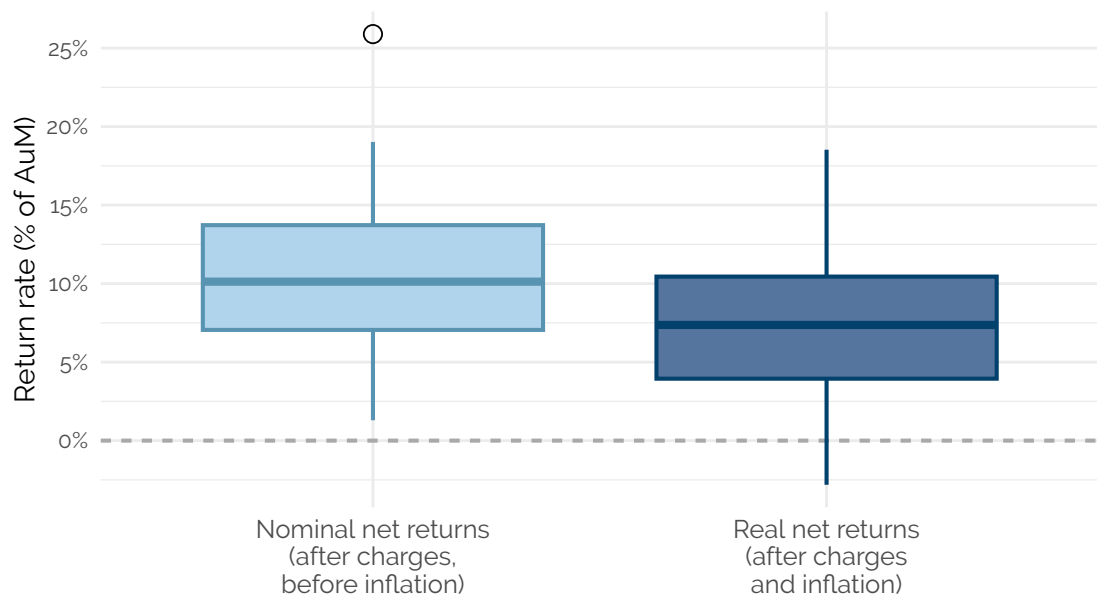 Return rate (% of AuM)
25%
20%
15%
10%
5%
0%
Nominal net returns
(after charges,
before inflation)
Real net returns
(after charges
and inflation)